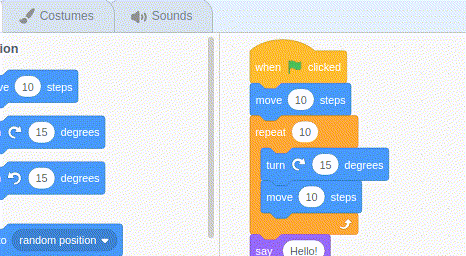 Costumes
Sounds
ion
ve 10 steps
15 degrees
15 degrees
to random position
when clicked
move 10 steps
repeat 10
turn 15 degrees
move 10 steps
say Hello!